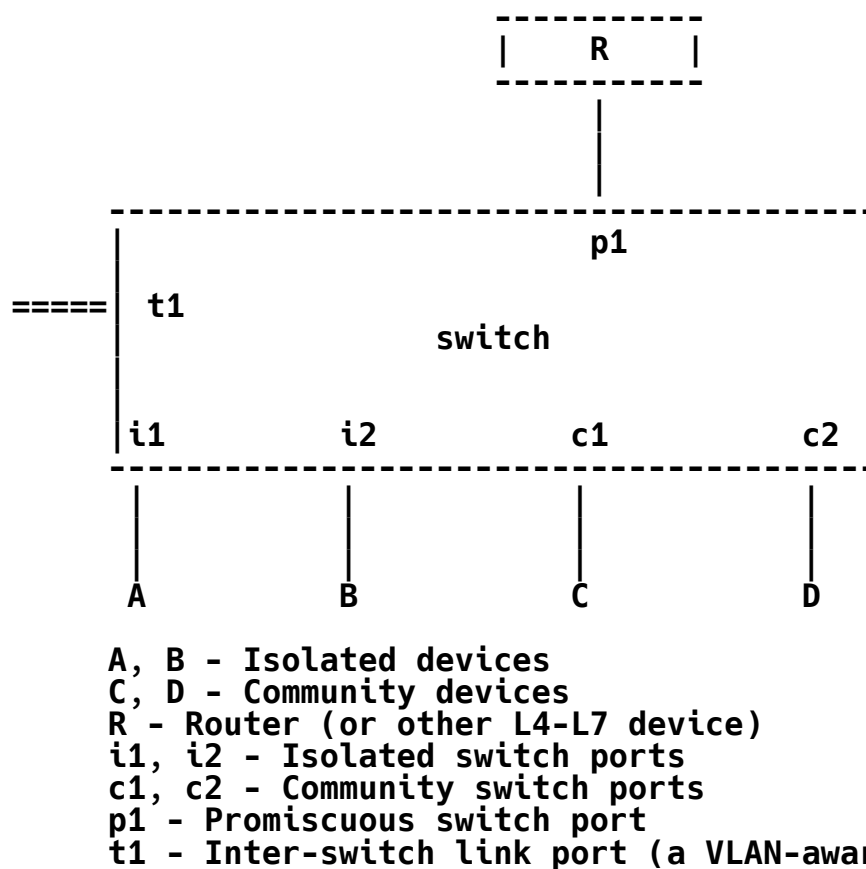 -----------
| R |
-----------
|
|
|
----------------------------------------
| p1
|
=====| t1
| switch
|
|
|i1 i2 c1 c2
----------------------------------------
| | | |
| | | |
| | | |
A B C D
A, B - Isolated devices
C, D - Community devices
R - Router (or other L4-L7 device)
i1, i2 - Isolated switch ports
c1, c2 - Community switch ports
p1 - Promiscuous switch port
t1 - Inter-switch link port (a VLAN-awar